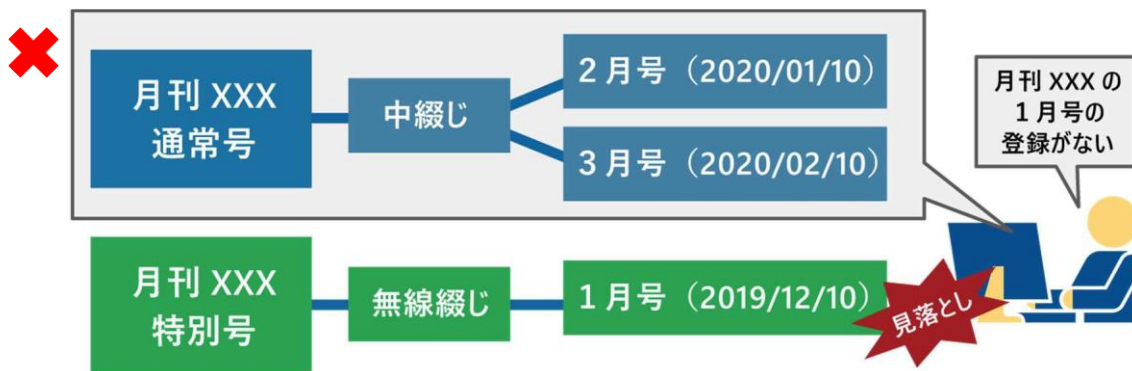 月刊 XXX
通常号
中綴じ
2月号（2020/01/10）
3月号（2020/02/10）
月刊 XXX の
1月号の
登録がない
月刊 XXX
特別号
無線綴じ
1月号（2019/12/10）
見落とし